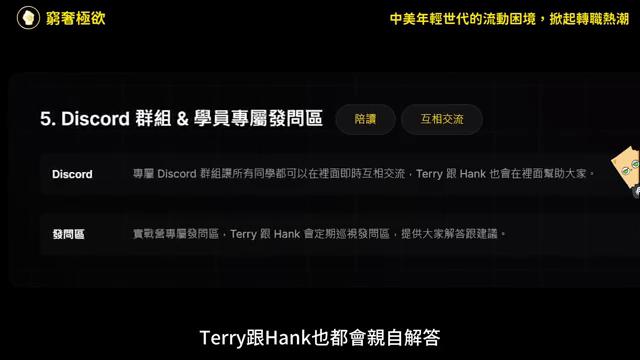 窮奢極欲
中美年輕世代的流動困境，掀起轉職熱潮
5. Discord 群組 & 學員專屬發問區
陪讀
互相交流
Discord
專屬 Discord 群組讓所有同學都可以在裡面即時互相交流，Terry 跟 Hank 也會在裡面幫助大家。
發問區
實戰營專屬發問區，Terry 跟 Hank 會定期巡視發問區，提供大家解答跟建議。
Terry跟Hank也都會親自解答